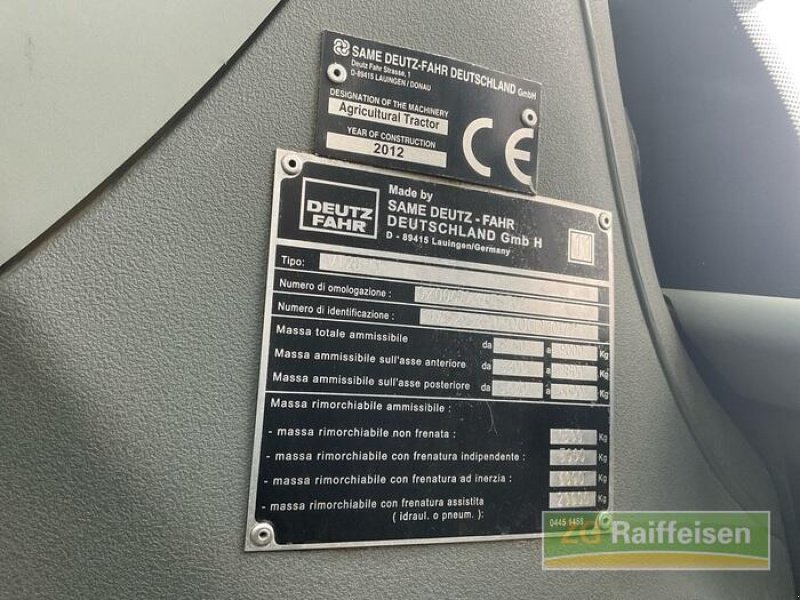 SAME DEUTZ-FAHR DEUTSCHLAND GmbH
Deutz Fahr Strasse, 1
D-89415 LAUINGEN / DONAU
DESIGNATION OF THE MACHINERY
Agricultural Tractor
YEAR OF CONSTRUCTION
2012
CE
DEUTZ
FAHR
Made by
SAME DEUTZ - FAHR
DEUTSCHLAND Gmb H
D - 89415 Lauingen/Germany
Tipo:
Numero di omologazione :
Numero di identificazione :
Massa totale ammissibile da a Kg
Massa ammissibile sull'asse anteriore da a Kg
Massa ammissibile sull'asse posteriore da a Kg
Massa rimorchiabile ammissibile :
- massa rimorchiabile non frenata : Kg
- massa rimorchiabile con frenatura indipendente : Kg
- massa rimorchiabile con frenatura ad inerzia : Kg
- massa rimorchiabile con frenatura assistita
( idraul. o pneum. ): Kg
ZG Raiffeisen